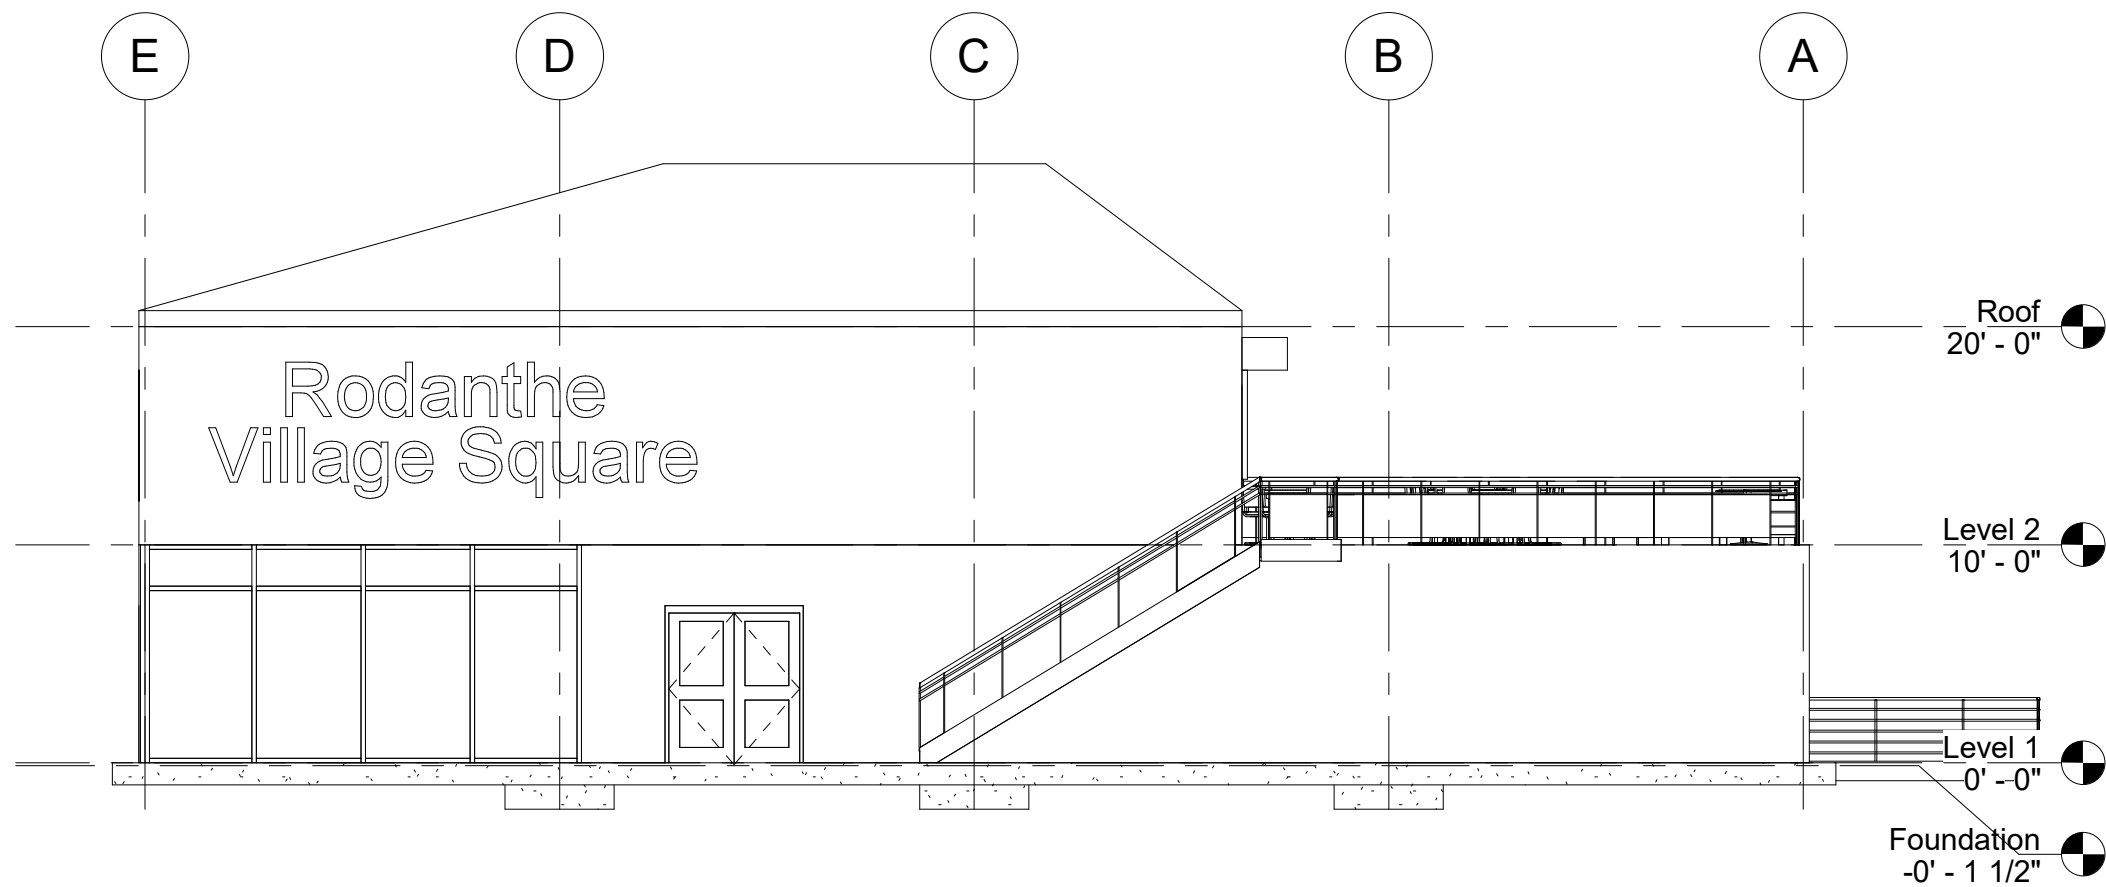 E
D
C
B
A
Roof
20' - 0"
Rodanthe
Village Square
Level 2
10' - 0"
Level 1
0' - 0"
Foundation
-0' - 1 1/2"